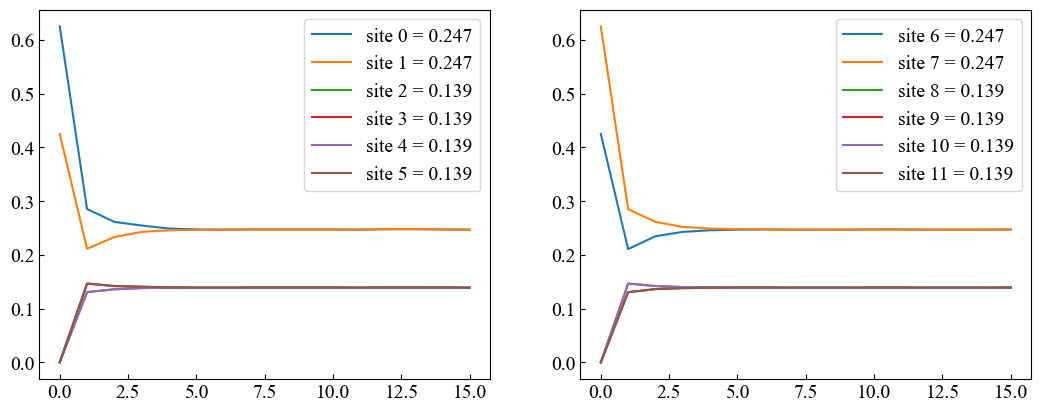 0.6
0.5
0.4
0.3
0.2
0.1
0.0
0.0 2.5 5.0 7.5 10.0 12.5 15.0
site 0 = 0.247
site 1 = 0.247
site 2 = 0.139
site 3 = 0.139
site 4 = 0.139
site 5 = 0.139
0.6
0.5
0.4
0.3
0.2
0.1
0.0
0.0 2.5 5.0 7.5 10.0 12.5 15.0
site 6 = 0.247
site 7 = 0.247
site 8 = 0.139
site 9 = 0.139
site 10 = 0.139
site 11 = 0.139